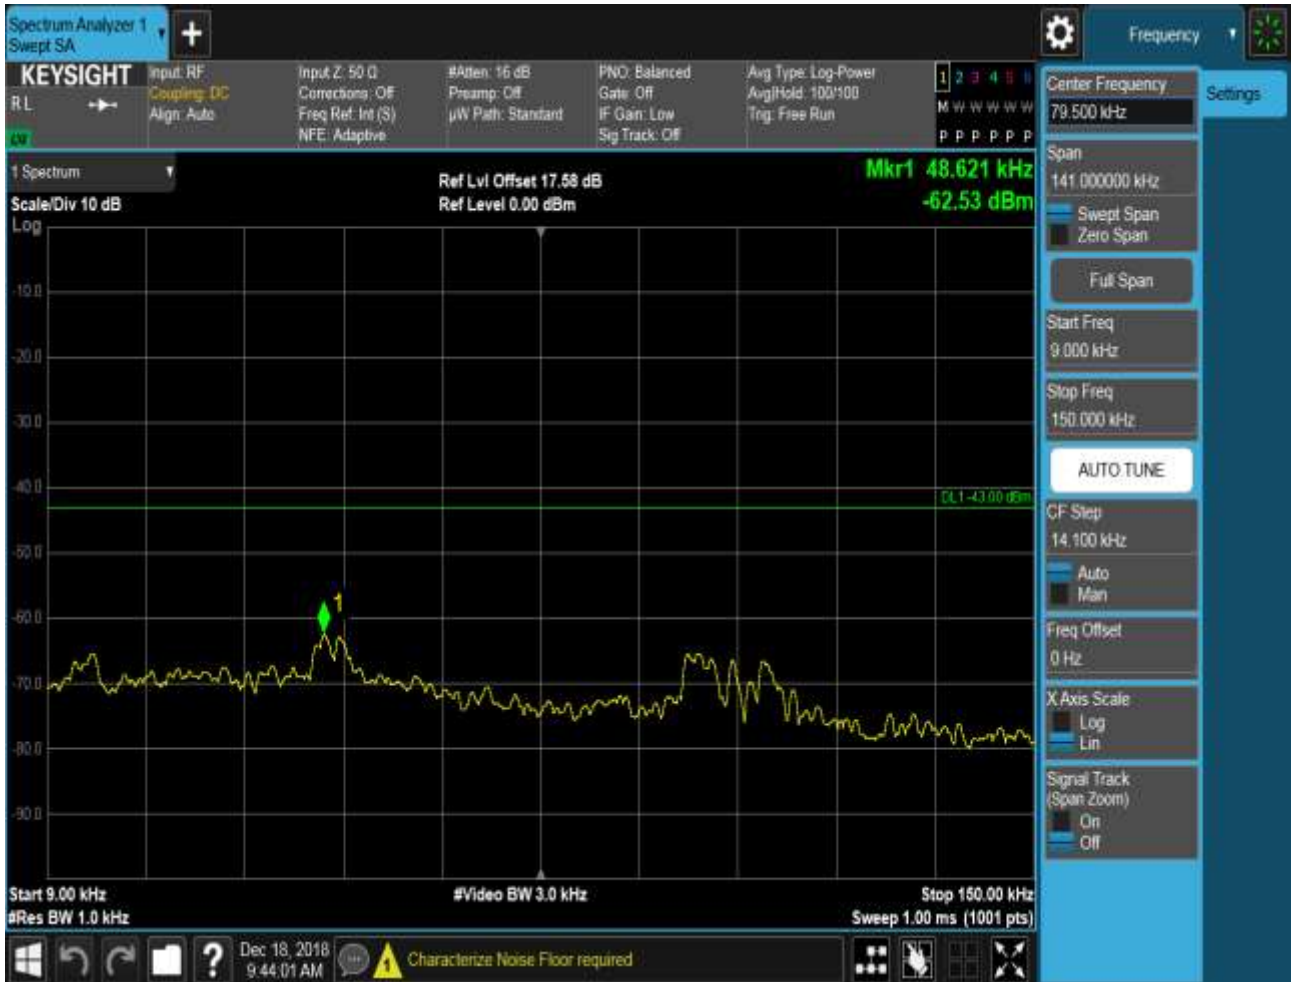 Spectrum Analyzer 1
Swept SA
+
Frequency
KEYSIGHT
RL
Input: RF
Coupling: DC
Align: Auto
Input Z: 50 Ω
Corrections: Off
Freq Ref: Int (S)
NFE: Adaptive
#Atten: 16 dB
Preamp: Off
µW Path: Standard
PNO: Balanced
Gate: Off
IF Gain: Low
Sig Track: Off
Avg Type: Log-Power
Avg|Hold: 100/100
Trig: Free Run
1 2 3 4 5 6
M W W W W W
P P P P P P
1 Spectrum
Scale/Div 10 dB
Log
Ref Lvl Offset 17.58 dB
Ref Level 0.00 dBm
Mkr1 48.621 kHz
-62.53 dBm
-10.0
-20.0
-30.0
-40.0
DL1 -43.00 dBm
-50.0
1
-60.0
-70.0
-80.0
-90.0
Start 9.00 kHz
#Video BW 3.0 kHz
Stop 150.00 kHz
#Res BW 1.0 kHz
Sweep 1.00 ms (1001 pts)
?
Dec 18, 2018
9:44:01 AM
Characterize Noise Floor required
Center Frequency
79.500 kHz
Settings
Span
141.000000 kHz
Swept Span
Zero Span
Full Span
Start Freq
9.000 kHz
Stop Freq
150.000 kHz
AUTO TUNE
CF Step
14.100 kHz
Auto
Man
Freq Offset
0 Hz
X Axis Scale
Log
Lin
Signal Track
(Span Zoom)
On
Off